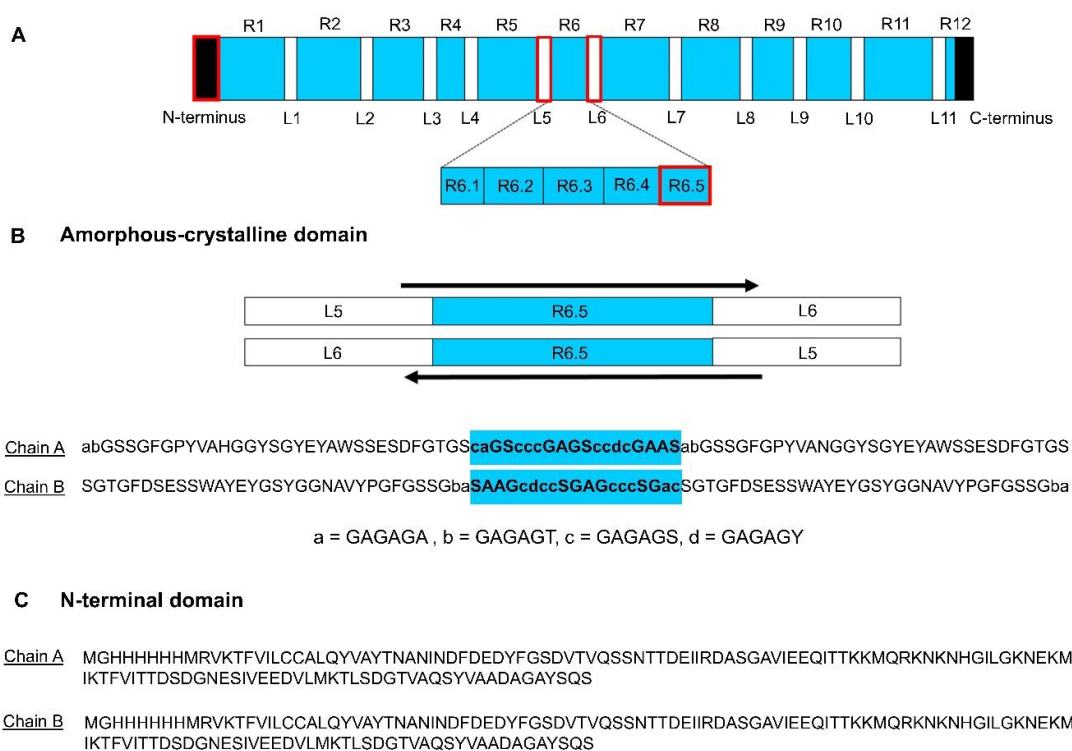 A
R1 R2 R3 R4 R5 R6 R7 R8 R9 R10 R11 R12
N-terminus L1 L2 L3 L4 L5 L6 L7 L8 L9 L10 L11 C-terminus
R6.1 R6.2 R6.3 R6.4 R6.5
B Amorphous-crystalline domain
L5 R6.5 L6
L6 R6.5 L5
Chain A abGSSGFGPYVAHGGYSGYEYAWSSESDFGTGScaGScccGAGSccdcGAASabGSSGFGPYVANGGYSGYEYAWSSESDFGTGS
Chain B SGTGFDSESSWAYEYGSYGGNAVYPGFGSSGbaSAAGcdccSGAGcccSGacSGTGFDSESSWAYEYGSYGGNAVYPGFGSSGba
a = GAGAGA , b = GAGAGT, c = GAGAGS, d = GAGAGY
C N-terminal domain
Chain A MGHHHHHHMRVKTFVILCCALQYVAYTNANINDFDEDYFGSDVTVQSSNTTDEIIRDASGAVIEEQITTKKMQRKNKNHGILGKNEKM
IKTFVITTDSDGNESIVEEDVLMKTLSDGTVAQSYVAADAGAYSQS
Chain B MGHHHHHHMRVKTFVILCCALQYVAYTNANINDFDEDYFGSDVTVQSSNTTDEIIRDASGAVIEEQITTKKMQRKNKNHGILGKNEKM
IKTFVITTDSDGNESIVEEDVLMKTLSDGTVAQSYVAADAGAYSQS